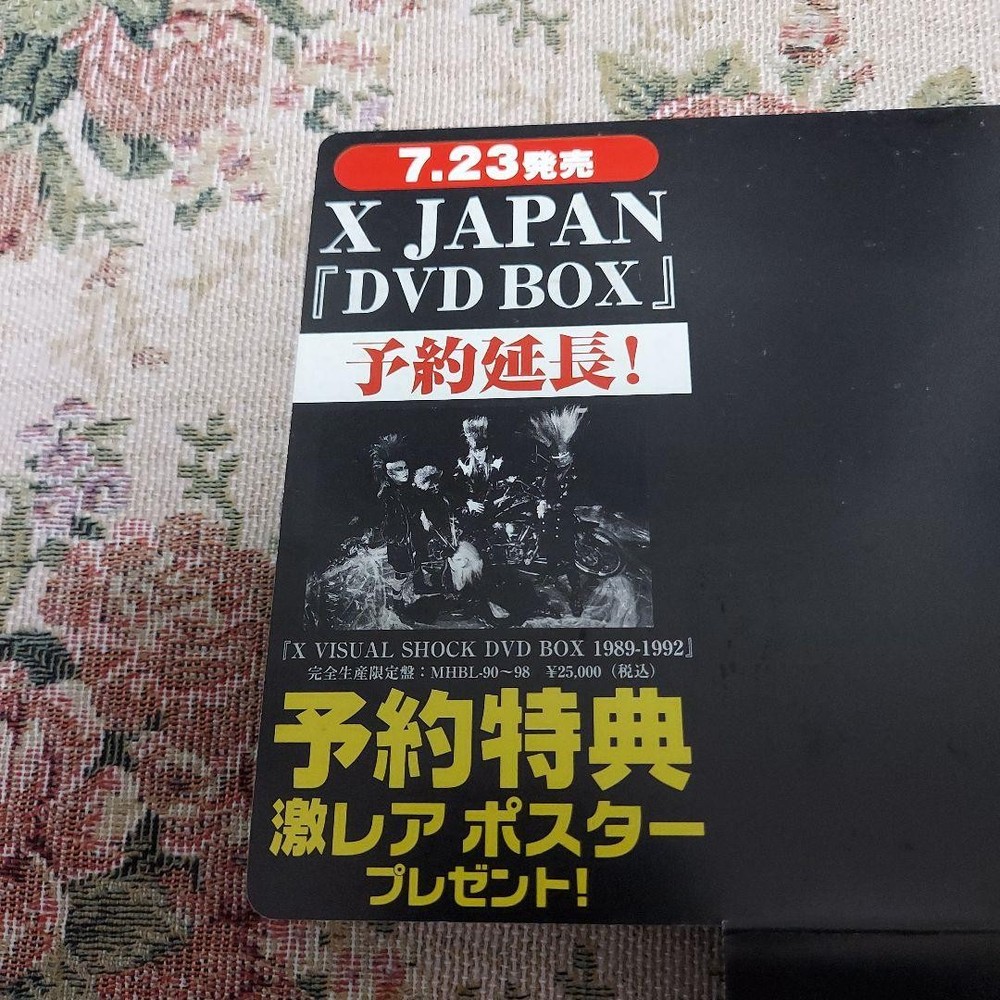 7.23発売
X JAPAN
『DVD BOX』
予約延長!
『X VISUAL SHOCK DVD BOX 1989-1992』
完全生産限定盤：MHBL-90〜98 ¥25,000（税込）
予約特典
激レア ポスター
プレゼント!